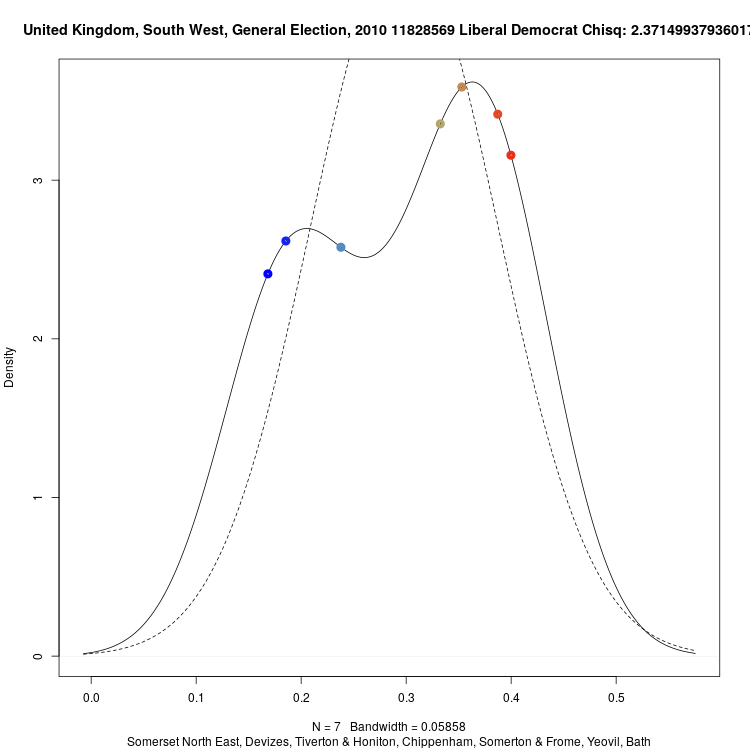 United Kingdom, South West, General Election, 2010 11828569 Liberal Democrat Chisq: 2.37149937936017
Density
3
2
1
0
0.0 0.1 0.2 0.3 0.4 0.5
N = 7 Bandwidth = 0.05858
Somerset North East, Devizes, Tiverton & Honiton, Chippenham, Somerton & Frome, Yeovil, Bath